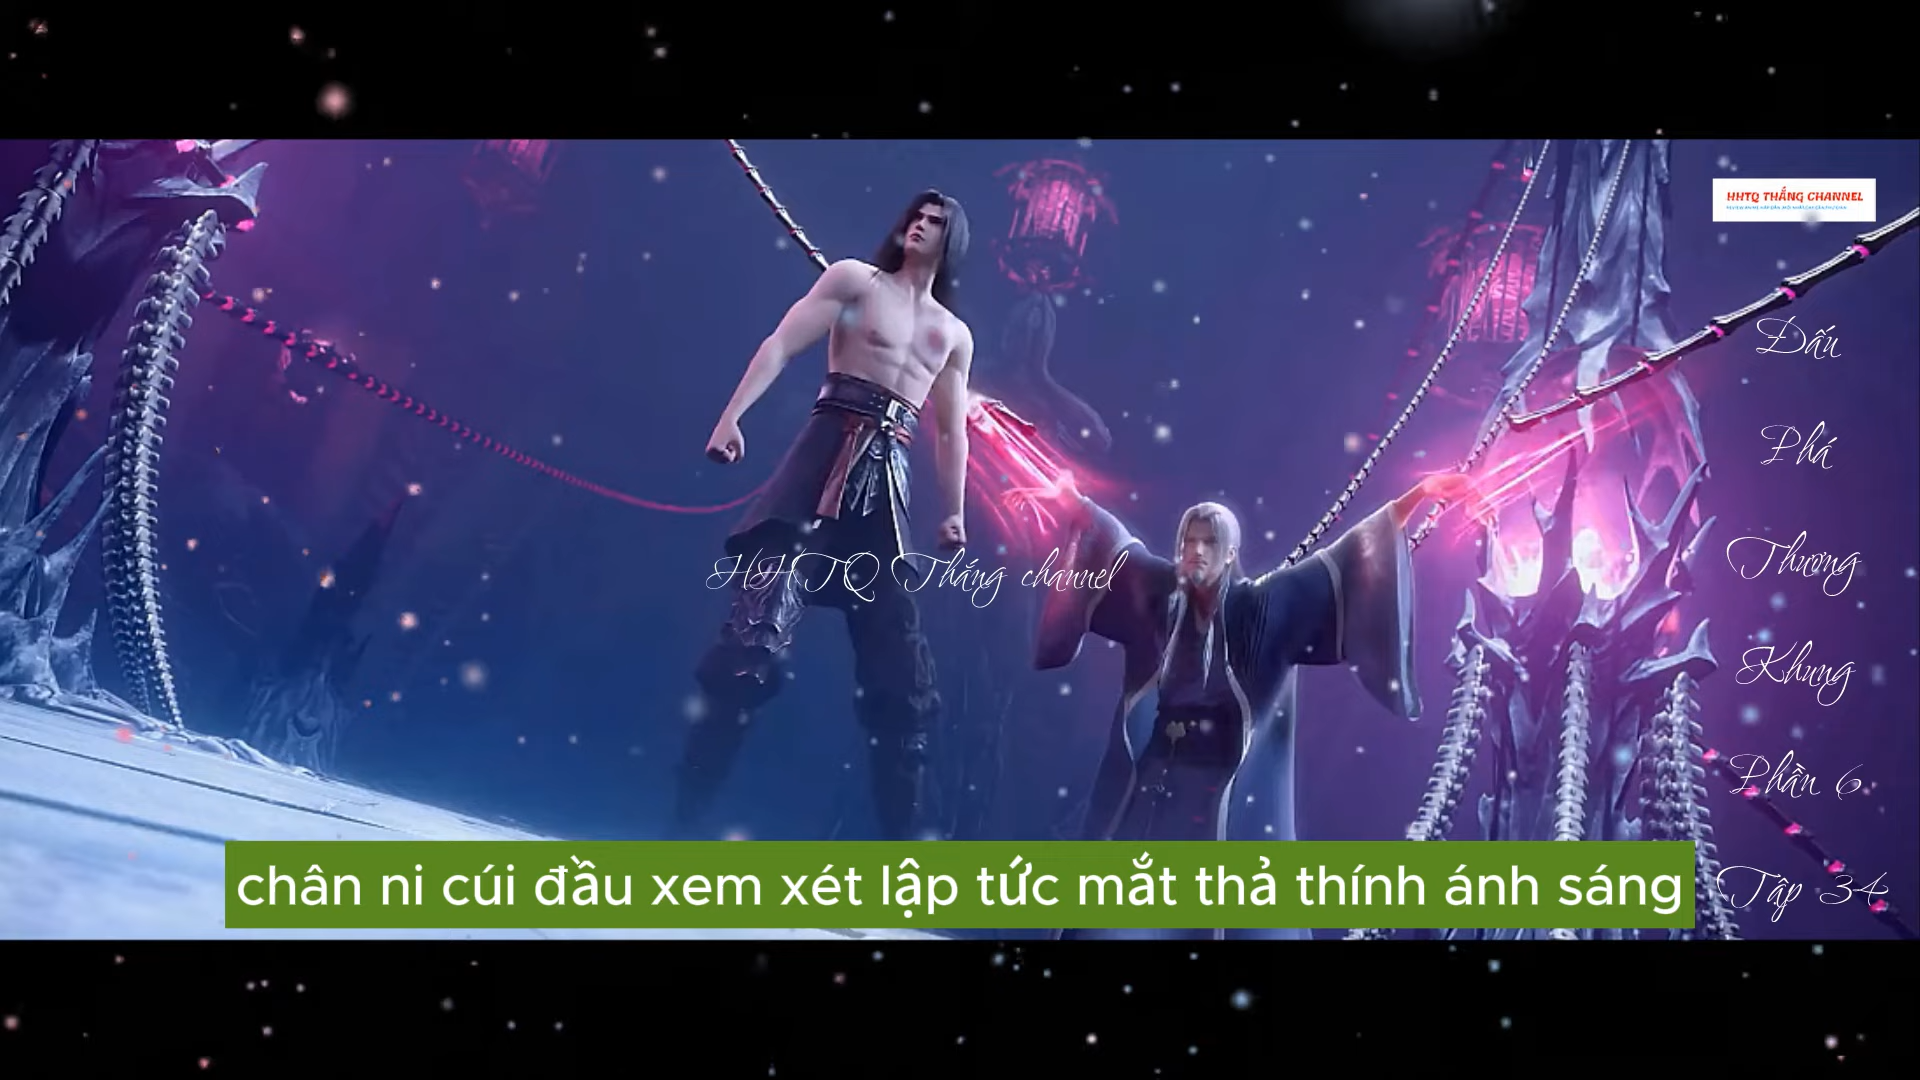 HHTQ THẮNG CHANNEL
Đấu
Phá
Thương
Khung
Phần 6
Tập 34
HHTQ Thắng channel
chân ni cúi đầu xem xét lập tức mắt thả thính ánh sáng